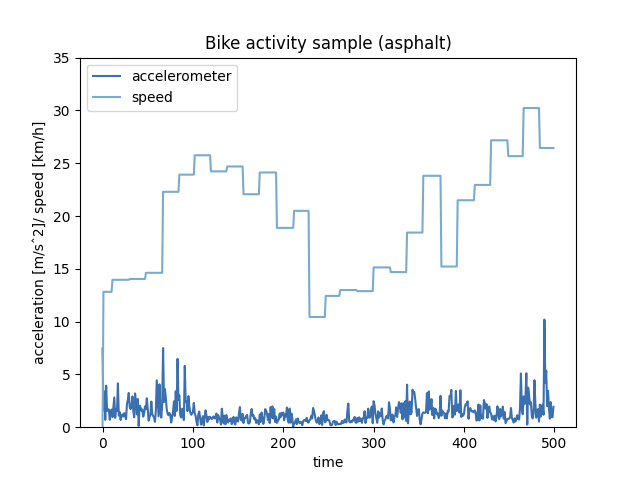 Bike activity sample (asphalt)
accelerometer
speed
35
30
25
20
15
10
5
0
acceleration [m/s^2]/ speed [km/h]
0 100 200 300 400 500
time